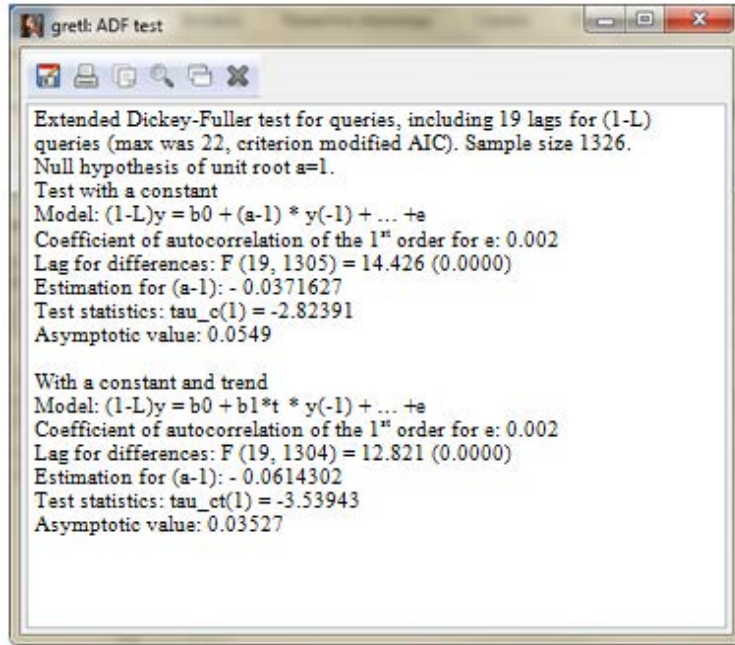 gretl: ADF test
Extended Dickey-Fuller test for queries, including 19 lags for (1-L)
queries (max was 22, criterion modified AIC). Sample size 1326.
Null hypothesis of unit root a=1.
Test with a constant
Model: (1-L)y = b0 + (a-1) * y(-1) + ... +e
Coefficient of autocorrelation of the 1st order for e: 0.002
Lag for differences: F (19, 1305) = 14.426 (0.0000)
Estimation for (a-1): - 0.0371627
Test statistics: tau_c(1) = -2.82391
Asymptotic value: 0.0549
With a constant and trend
Model: (1-L)y = b0 + b1*t * y(-1) + ... +e
Coefficient of autocorrelation of the 1st order for e: 0.002
Lag for differences: F (19, 1304) = 12.821 (0.0000)
Estimation for (a-1): - 0.0614302
Test statistics: tau_ct(1) = -3.53943
Asymptotic value: 0.03527